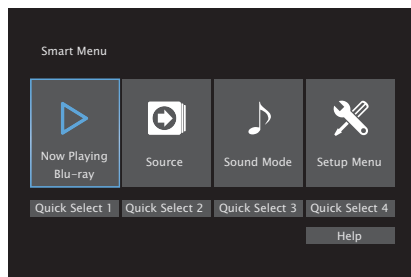 Smart Menu
Now Playing
Blu-ray
Source
Sound Mode
Setup Menu
Quick Select 1
Quick Select 2
Quick Select 3
Quick Select 4
Help